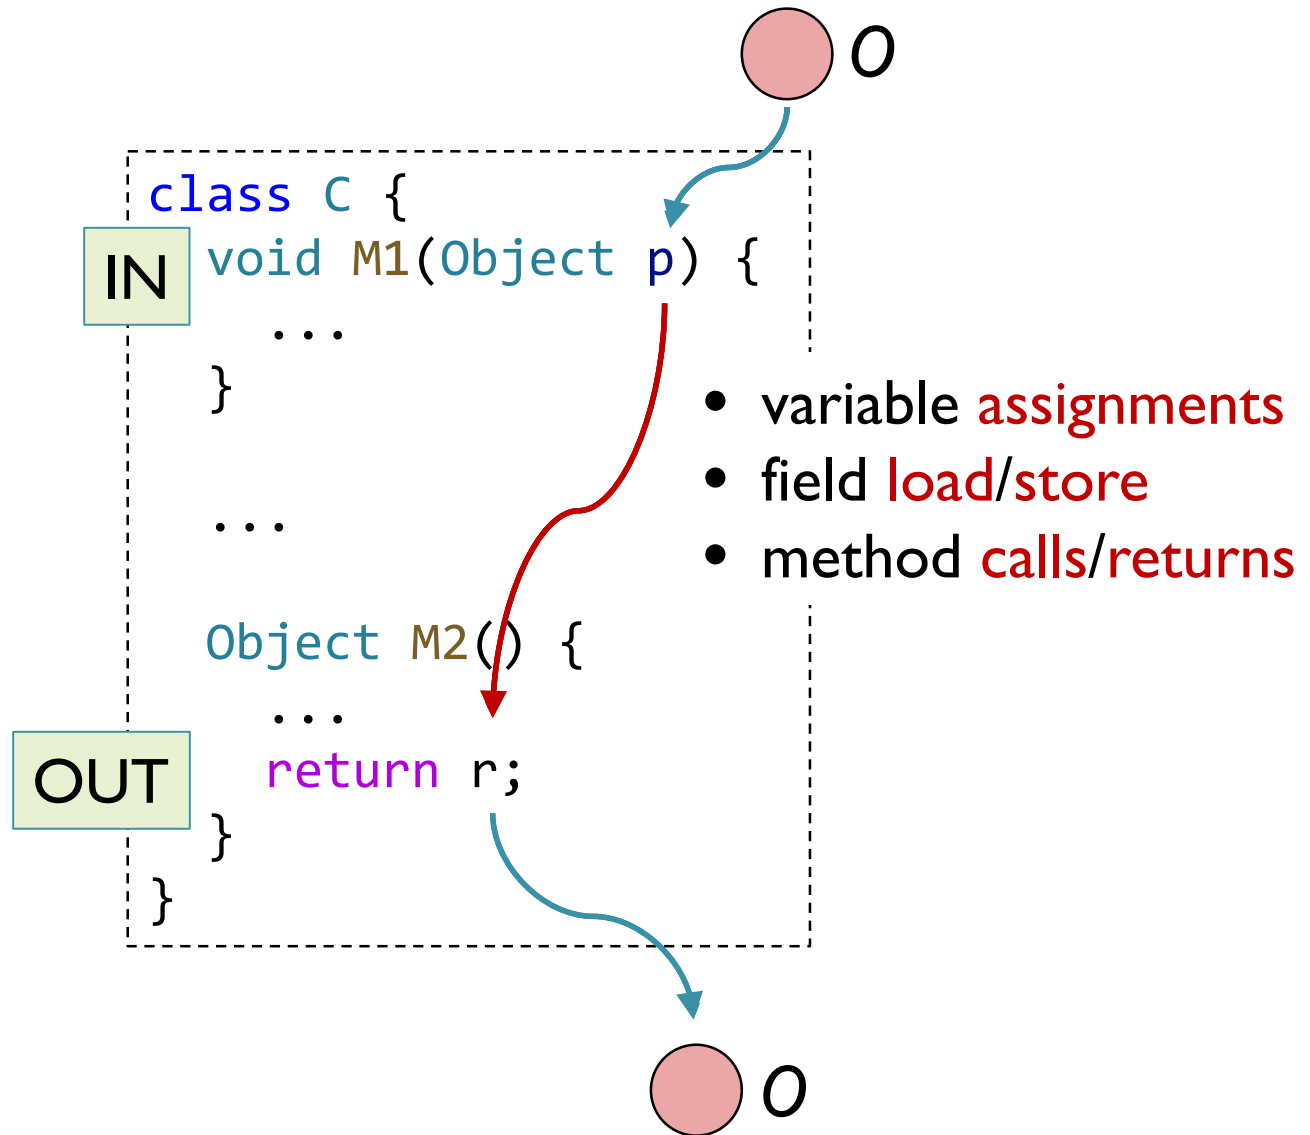 O
class C {
IN
void M1(Object p) {
...
}
• variable assignments
• field load/store
...
• method calls/returns
Object M2() {
...
OUT
return r;
}
}
O